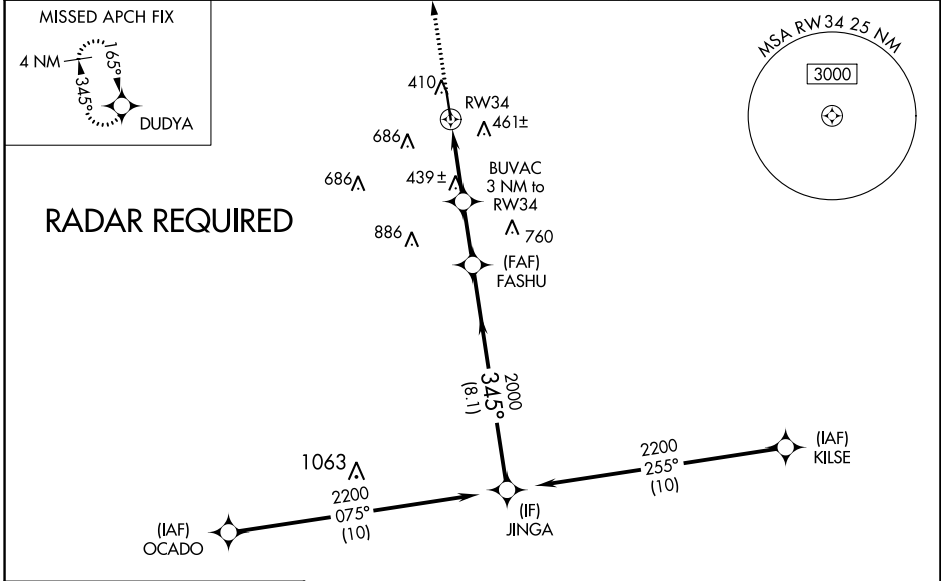 MISSED APCH FIX
4 NM
165°
345°
DUDYA
MSA RW34 25 NM
3000
410
RW34
461±
686
BUVAC
3 NM to
RW34
439±
686
760
886
(FAF)
FASHU
RADAR REQUIRED
2000
345°
(8.1)
(IAF)
KILSE
2200
255°
(10)
1063
2200
075°
(10)
(IF)
JINGA
(IAF)
OCADO